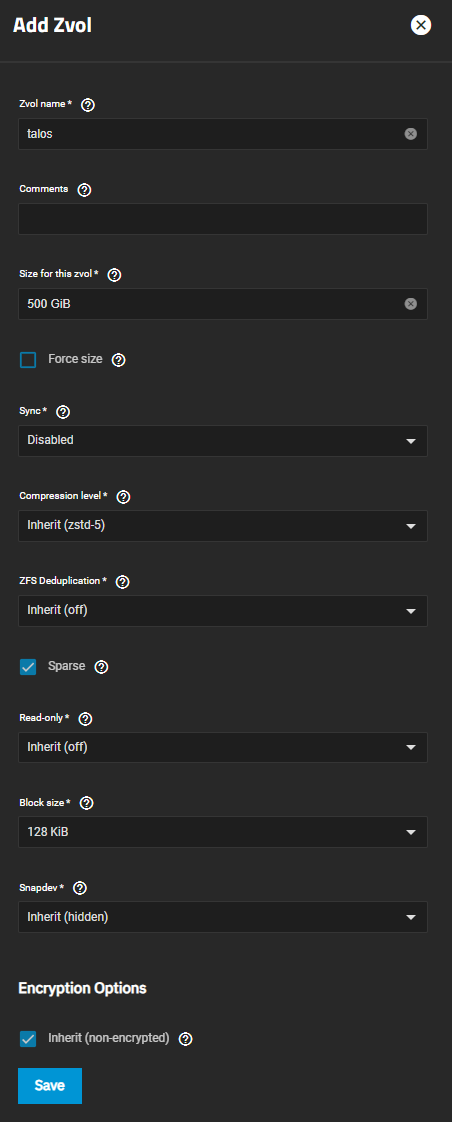 Add Zvol
Zvol name *
talos
Comments
Size for this zvol *
500 GiB
Force size
Sync *
Disabled
Compression level *
Inherit (zstd-5)
ZFS Deduplication *
Inherit (off)
Sparse
Read-only *
Inherit (off)
Block size *
128 KiB
Snapdev *
Inherit (hidden)
Encryption Options
Inherit (non-encrypted)
Save